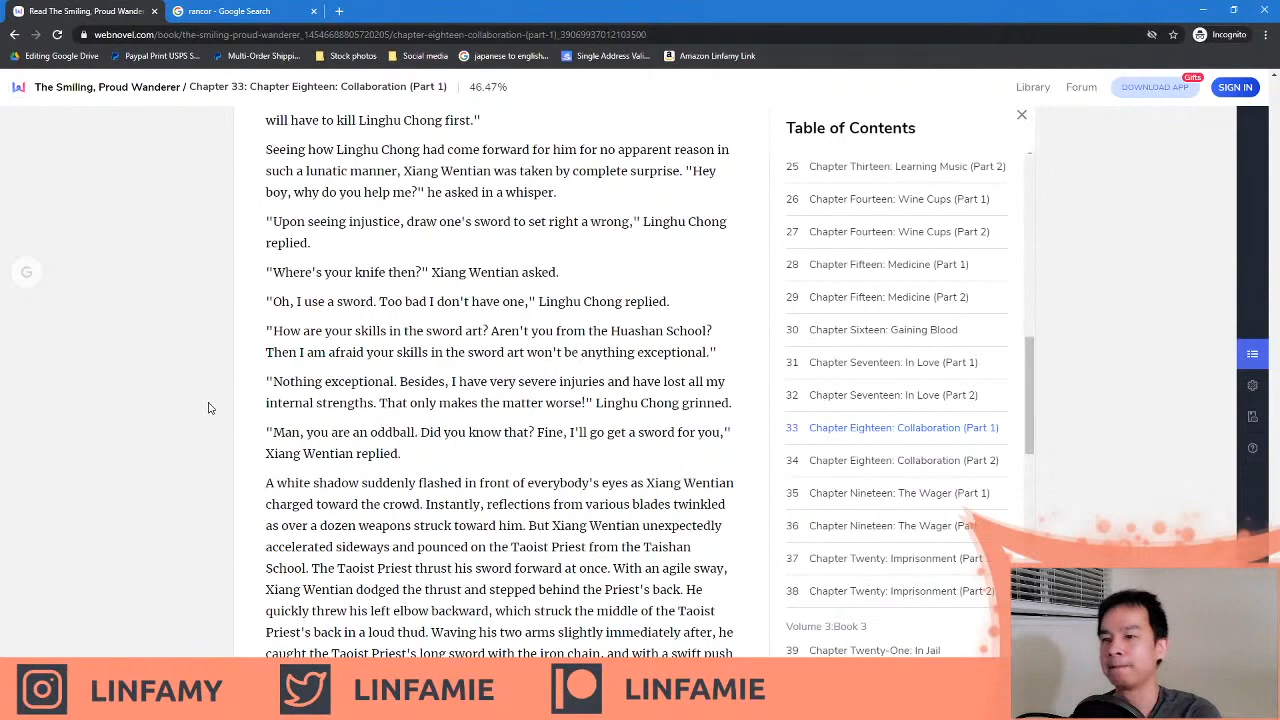 Read The Smiling, Proud Wander
rancor - Google Search
webnovel.com/book/the-smiling-proud-wanderer_14546688805720205/chapter-eighteen-collaboration-(part-1)_39069937012103500
Incognito
Editing Google Drive
Paypal Print USPS S...
Multi-Order Shippi...
Stock photos
Social media
japanese to english...
Single Address Vali...
Amazon Linfamy Link
The Smiling, Proud Wanderer / Chapter 33: Chapter Eighteen: Collaboration (Part 1) 46.47%
Library
Forum
DOWNLOAD APP
Gifts
SIGN IN
will have to kill Linghu Chong first."
Seeing how Linghu Chong had come forward for him for no apparent reason in
such a lunatic manner, Xiang Wentian was taken by complete surprise. "Hey
boy, why do you help me?" he asked in a whisper.
"Upon seeing injustice, draw one's sword to set right a wrong," Linghu Chong
replied.
"Where's your knife then?" Xiang Wentian asked.
"Oh, I use a sword. Too bad I don't have one," Linghu Chong replied.
"How are your skills in the sword art? Aren't you from the Huashan School?
Then I am afraid your skills in the sword art won't be anything exceptional."
"Nothing exceptional. Besides, I have very severe injuries and have lost all my
internal strengths. That only makes the matter worse!" Linghu Chong grinned.
"Man, you are an oddball. Did you know that? Fine, I'll go get a sword for you,"
Xiang Wentian replied.
A white shadow suddenly flashed in front of everybody's eyes as Xiang Wentian
charged toward the crowd. Instantly, reflections from various blades twinkled
as over a dozen weapons struck toward him. But Xiang Wentian unexpectedly
accelerated sideways and pounced on the Taoist Priest from the Taishan
School. The Taoist Priest thrust his sword forward at once. With an agile sway,
Xiang Wentian dodged the thrust and stepped behind the Priest's back. He
quickly threw his left elbow backward, which struck the middle of the Taoist
Priest's back in a loud thud. Waving his two arms slightly immediately after, he
caught the Taoist Priest's long sword with the iron chain, and with a swift push
Table of Contents
25 Chapter Thirteen: Learning Music (Part 2)
26 Chapter Fourteen: Wine Cups (Part 1)
27 Chapter Fourteen: Wine Cups (Part 2)
28 Chapter Fifteen: Medicine (Part 1)
29 Chapter Fifteen: Medicine (Part 2)
30 Chapter Sixteen: Gaining Blood
31 Chapter Seventeen: In Love (Part 1)
32 Chapter Seventeen: In Love (Part 2)
33 Chapter Eighteen: Collaboration (Part 1)
34 Chapter Eighteen: Collaboration (Part 2)
35 Chapter Nineteen: The Wager (Part 1)
36 Chapter Nineteen: The Wager (Par
37 Chapter Twenty: Imprisonment (Part
38 Chapter Twenty: Imprisonment (Part 2)
Volume 3:Book 3
39 Chapter Twenty-One: In Jail
LINFAMY
LINFAMIE
LINFAMIE